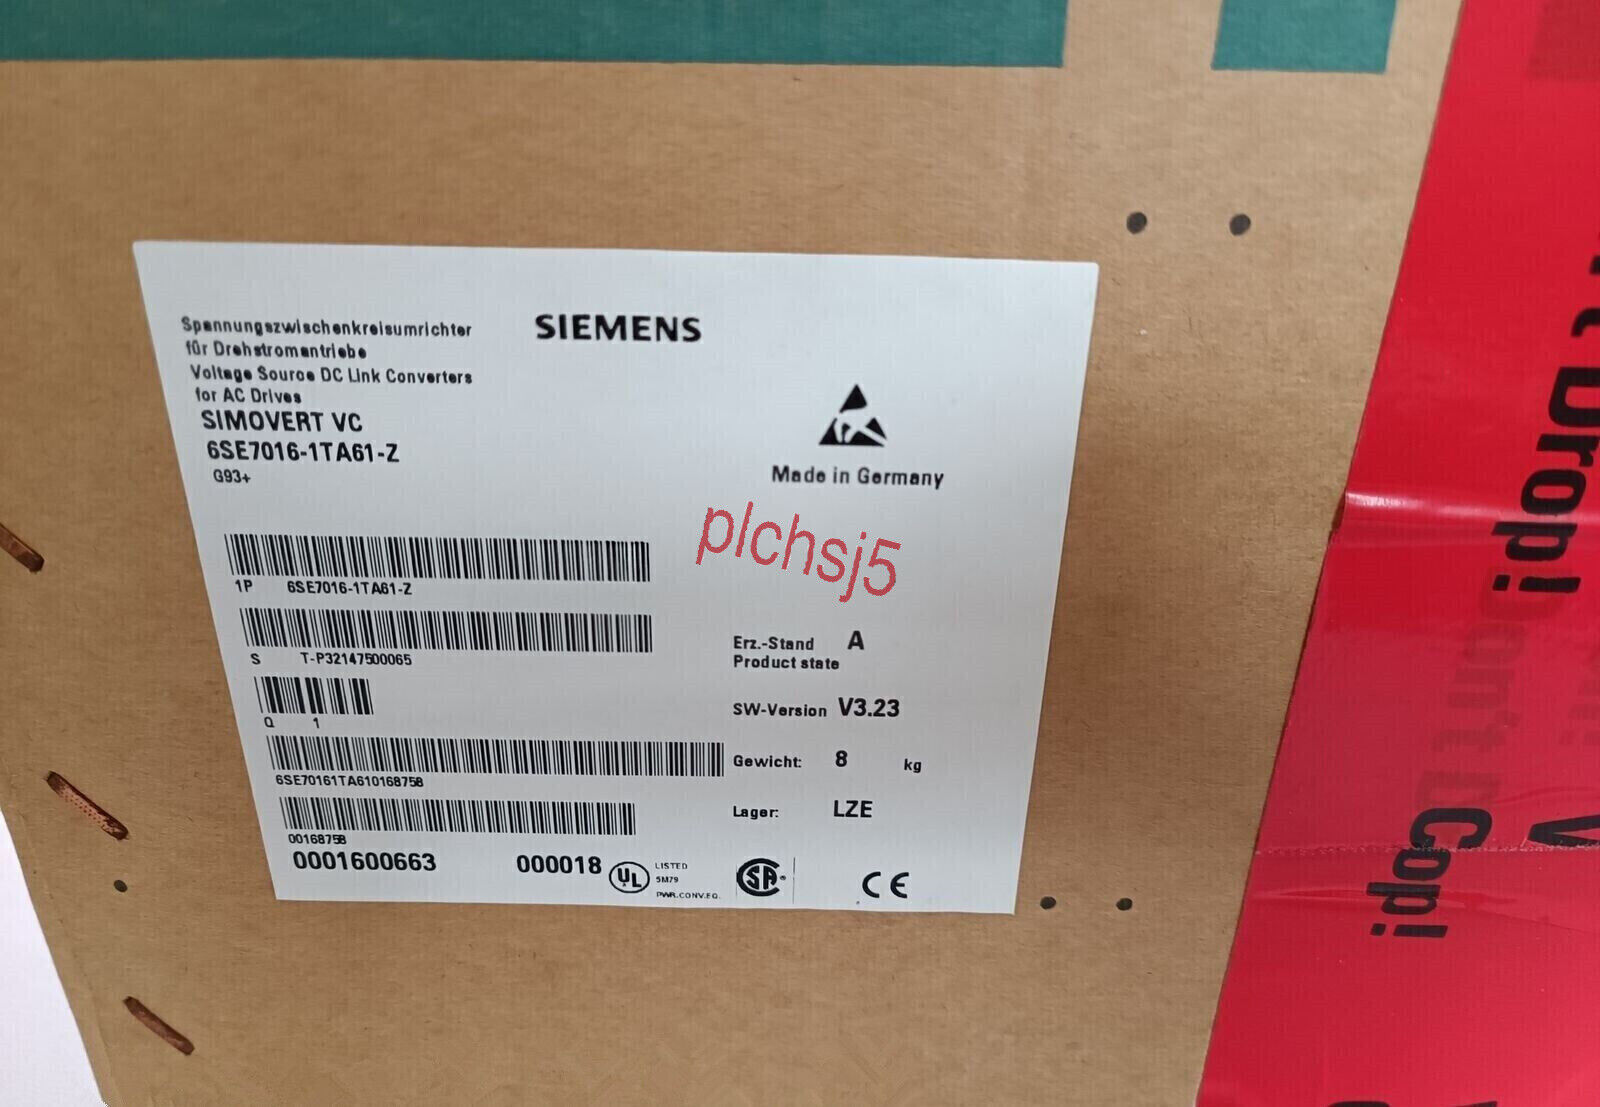 Spannungszwischenkreisumrichter
für Drehstromantriebe
Voltage Source DC Link Converters
for AC Drives
SIMOVERT VC
6SE7016-1TA61-Z
G93+
SIEMENS
Made in Germany
plchsj5
1P 6SE7016-1TA61-Z
S T-P32147500065
Q 1
6SE70161TA610168758
00168758
0001600663 000018
UL LISTED
5M79
PWR.CONV.EQ.
SA
CE
Erz.-Stand A
Product state
SW-Version V3.23
Gewicht: 8 kg
Lager: LZE
t Drop!
Cop!